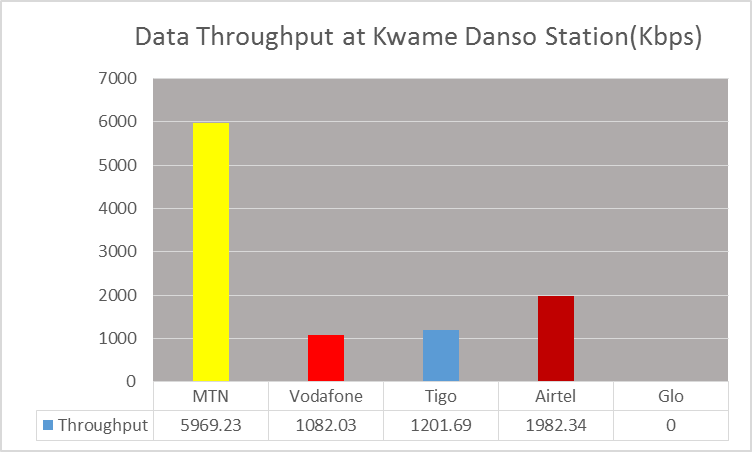 Data Throughput at Kwame Danso Station(Kbps)
7000
6000
5000
4000
3000
2000
1000
0
MTN Vodafone Tigo Airtel Glo
Throughput 5969.23 1082.03 1201.69 1982.34 0